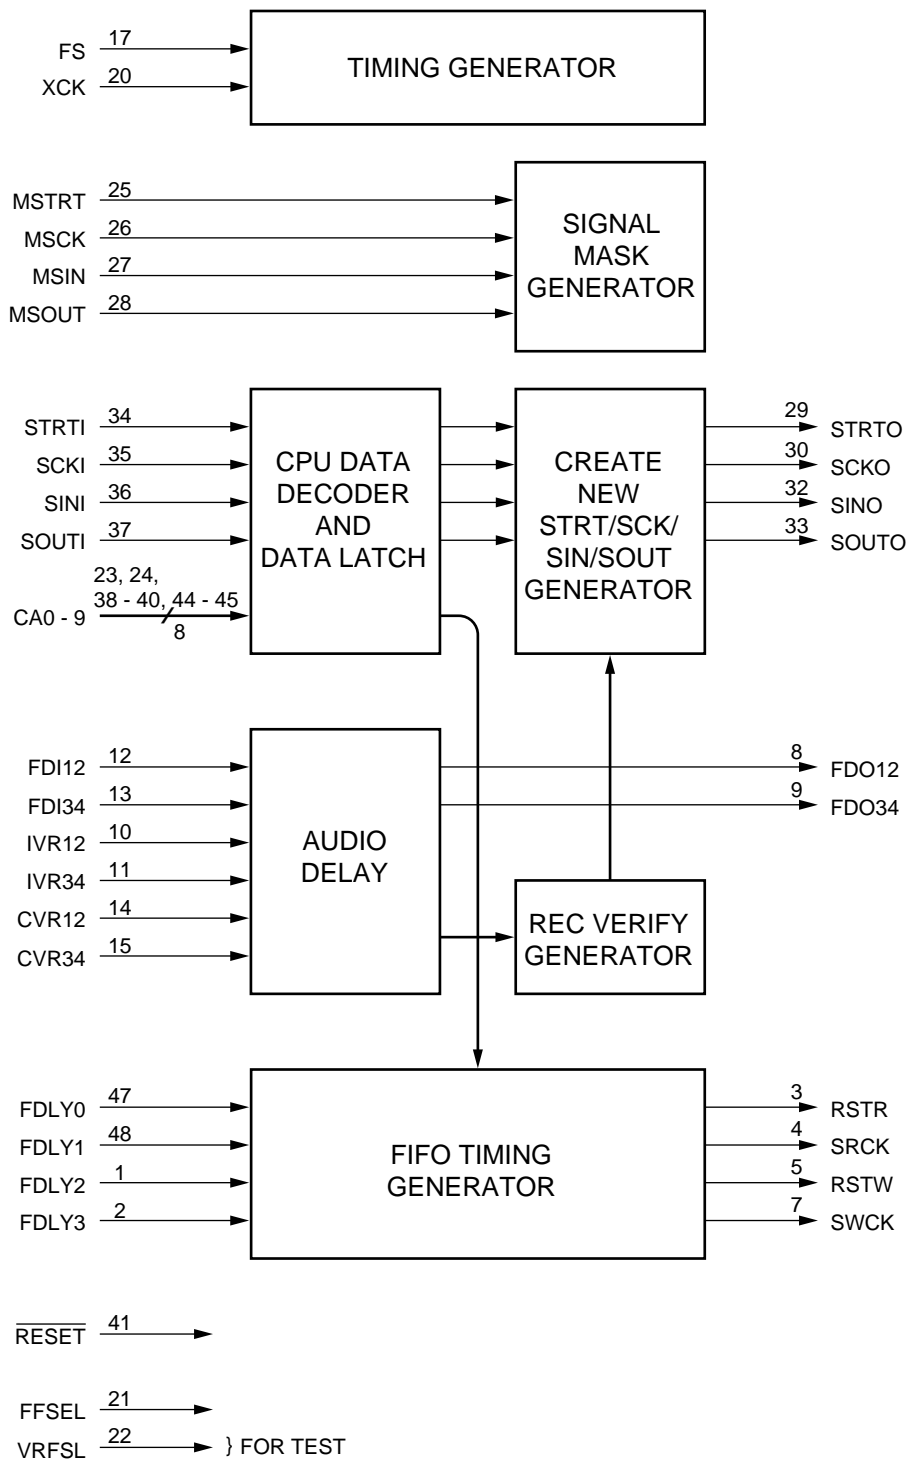 FS 17
XCK 20
TIMING GENERATOR
MSTRT 25
MSCK 26
MSIN 27
MSOUT 28
SIGNAL
MASK
GENERATOR
STRTI 34
SCKI 35
SINI 36
SOUTI 37
23, 24,
38 - 40, 44 - 45
CA0 - 9
8
CPU DATA
DECODER
AND
DATA LATCH
CREATE
NEW
STRT/SCK/
SIN/SOUT
GENERATOR
29 STRTO
30 SCKO
32 SINO
33 SOUTO
FDI12 12
FDI34 13
IVR12 10
IVR34 11
CVR12 14
CVR34 15
AUDIO
DELAY
8 FDO12
9 FDO34
REC VERIFY
GENERATOR
FDLY0 47
FDLY1 48
FDLY2 1
FDLY3 2
FIFO TIMING
GENERATOR
3 RSTR
4 SRCK
5 RSTW
7 SWCK
RESET 41
FFSEL 21
VRFSL 22 } FOR TEST